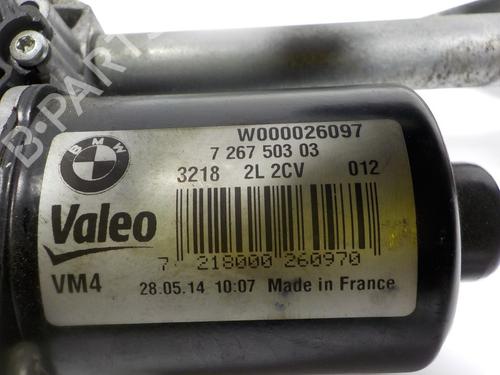 W000026097
BMW
7 267 503 03
3218 2L 2CV 012
Valeo
7 218000 260970
VM4
28.05.14 10:07 Made in France
B-PARTS